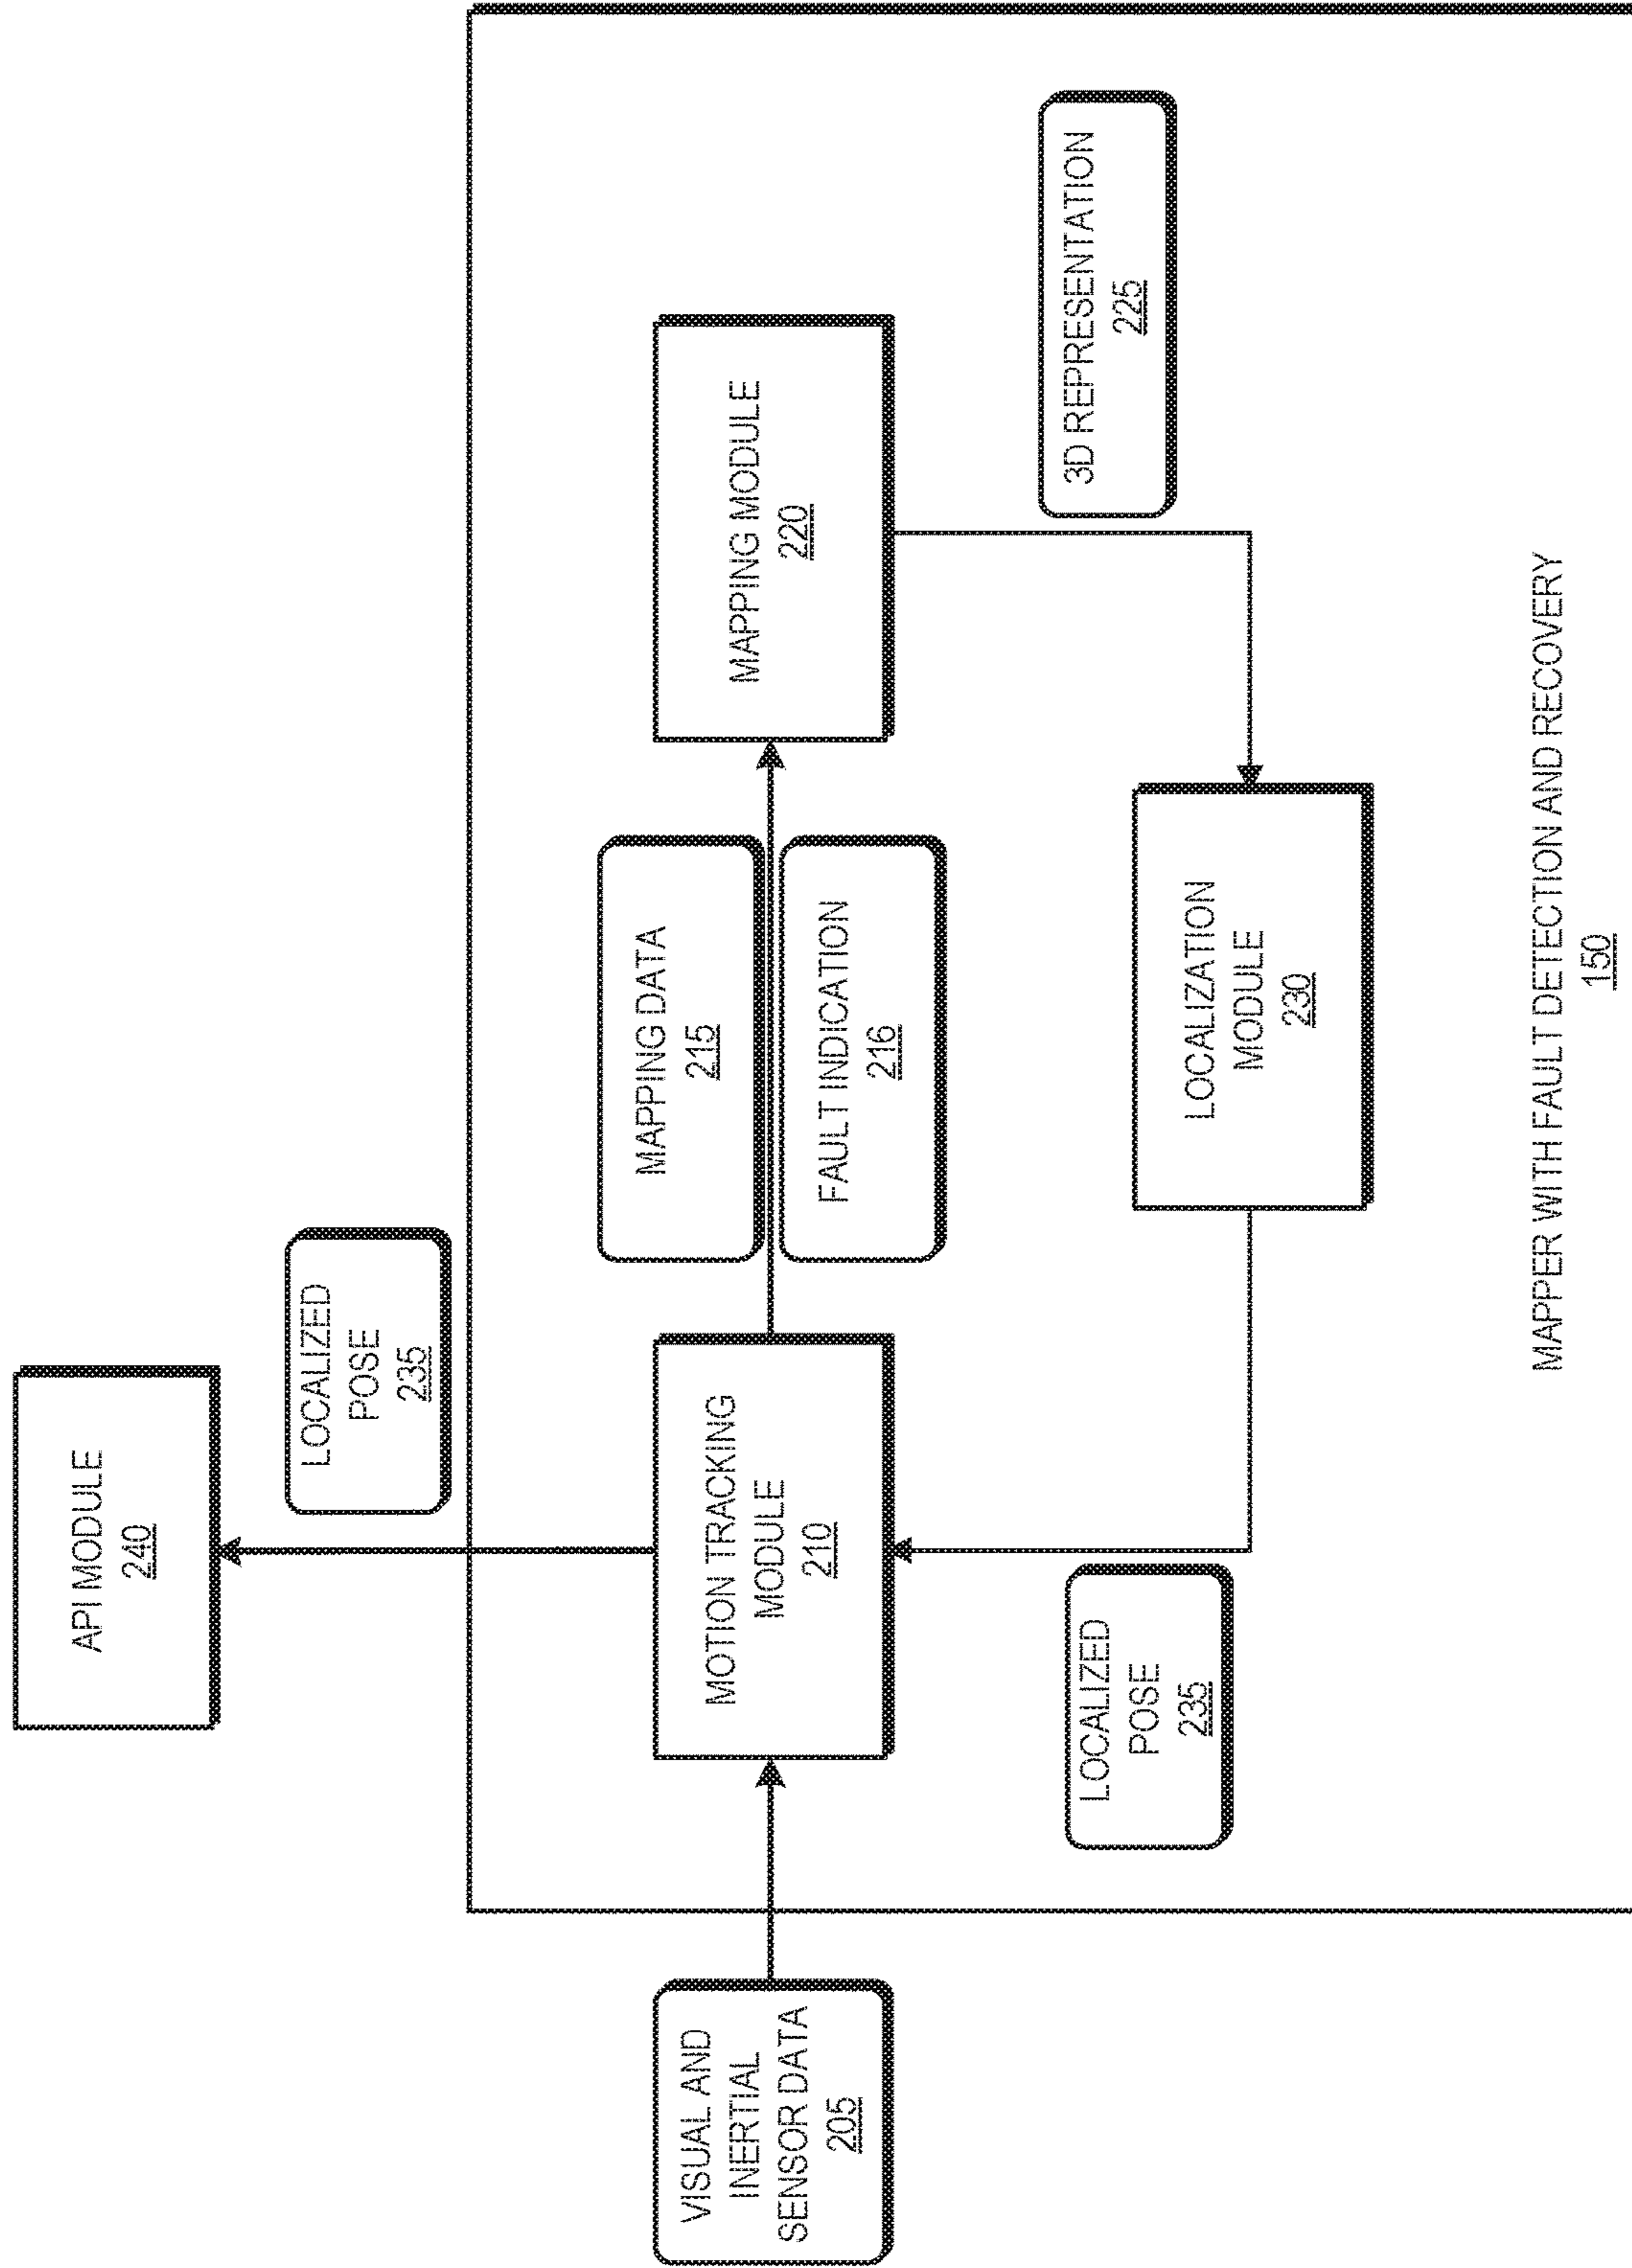 API MODULE
240
LOCALIZED
POSE
235
VISUAL AND
INERTIAL
SENSOR DATA
205
MOTION TRACKING
MODULE
210
MAPPING DATA
215
FAULT INDICATION
216
MAPPING MODULE
220
LOCALIZED
POSE
235
LOCALIZATION
MODULE
230
3D REPRESENTATION
225
MAPPER WITH FAULT DETECTION AND RECOVERY
150